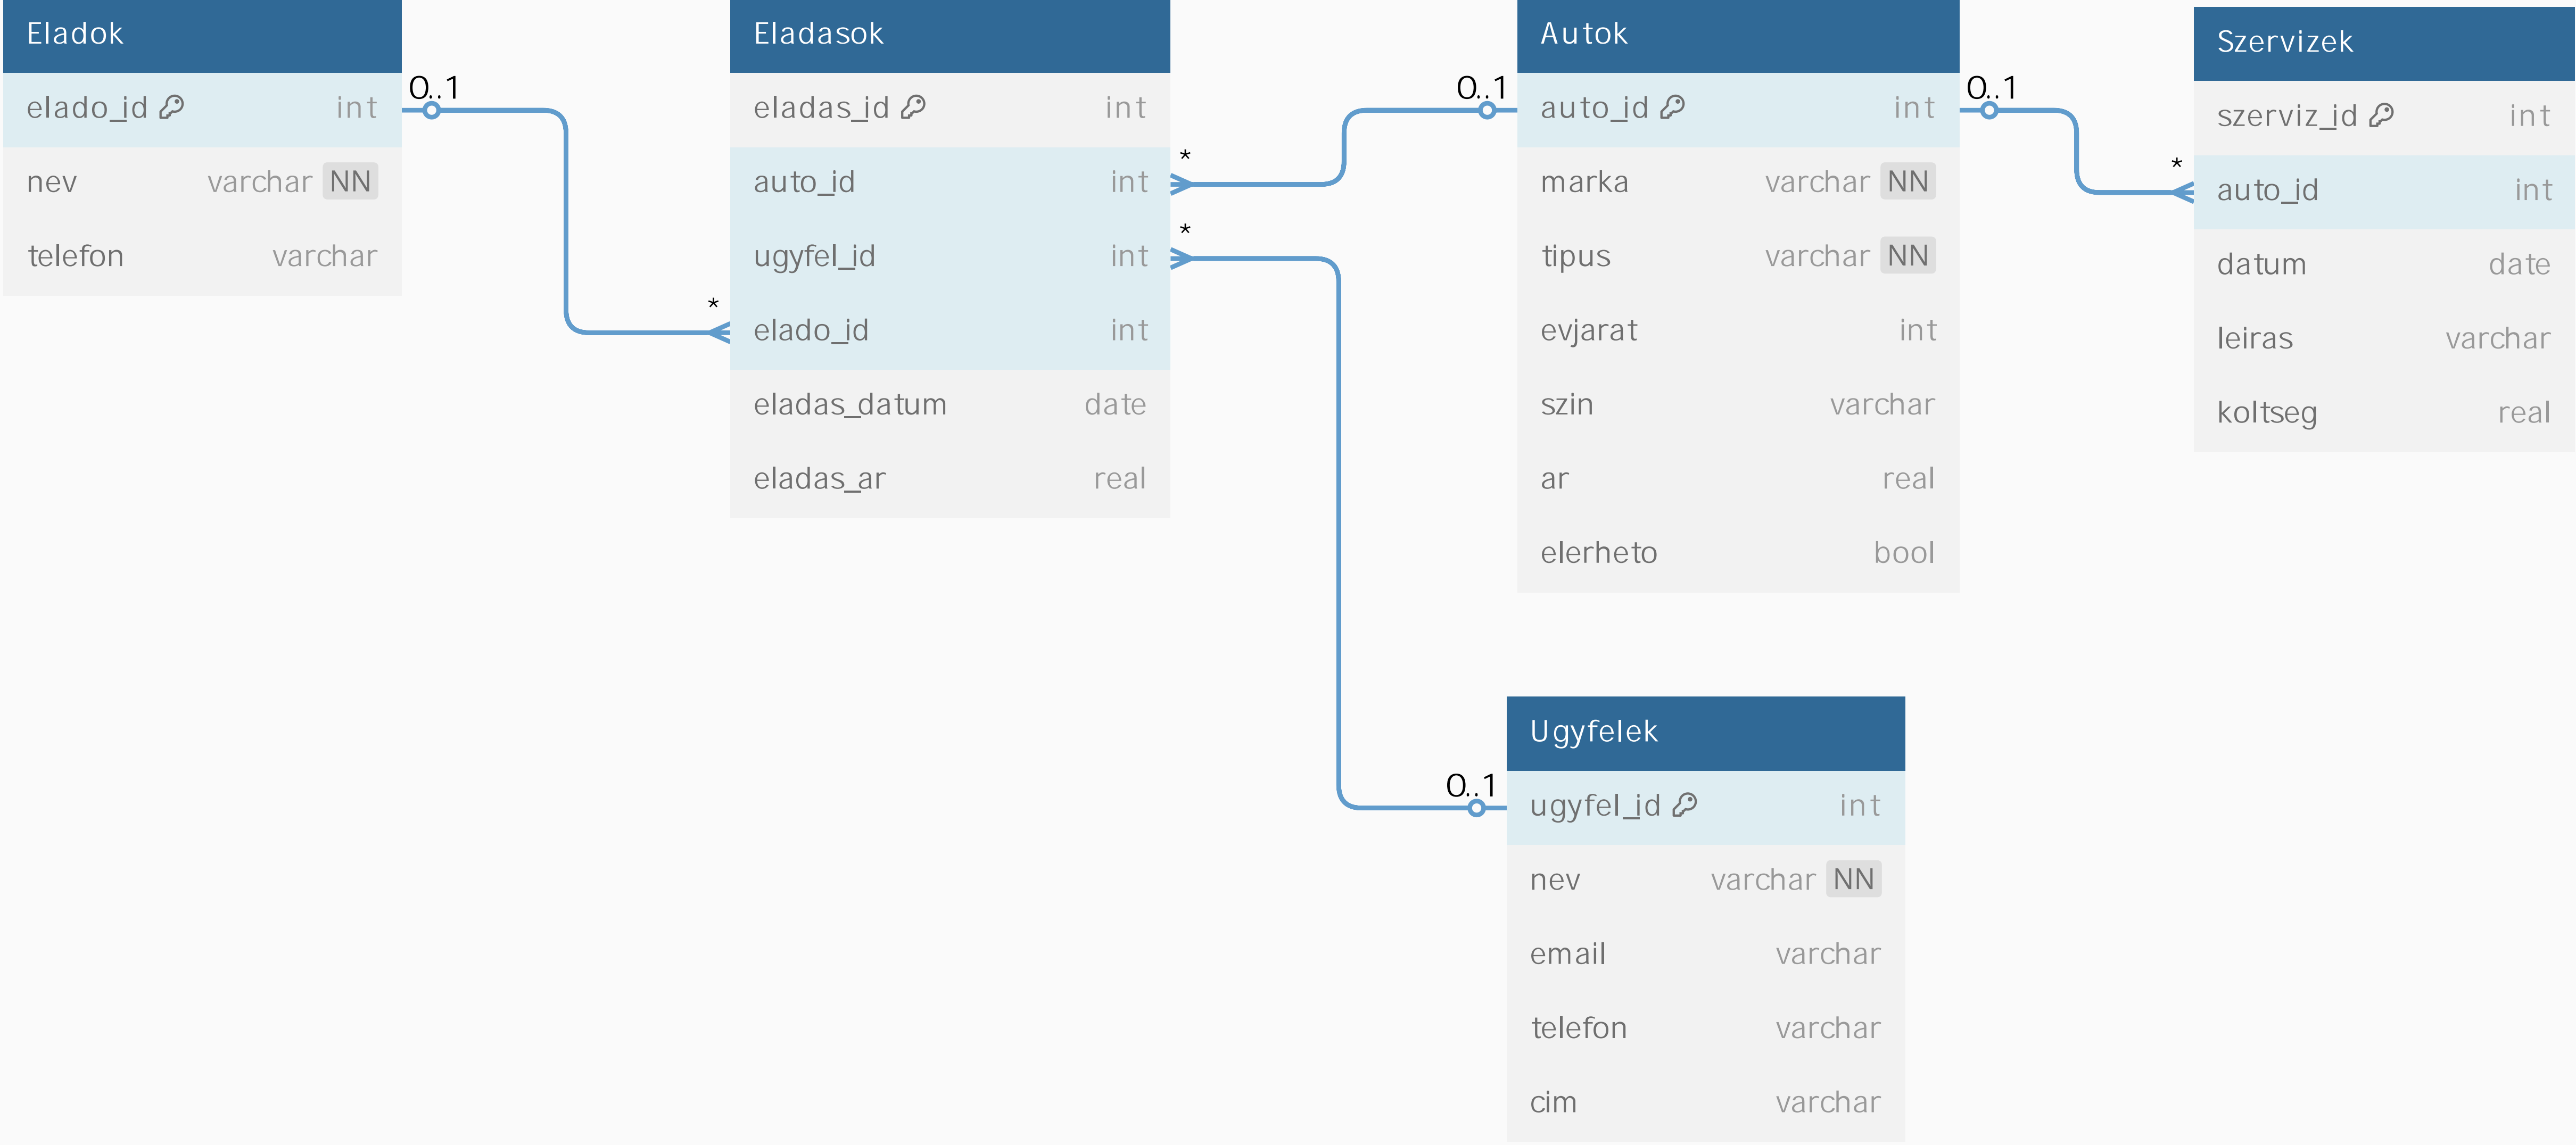 Eladok
elado_id int
nev varchar NN
telefon varchar
0..1
*
Eladasok
eladas_id int
auto_id int
ugyfel_id int
elado_id int
eladas_datum date
eladas_ar real
*
*
0..1
Autok
auto_id int
marka varchar NN
tipus varchar NN
evjarat int
szin varchar
ar real
elerheto bool
0..1
*
Szervizek
szerviz_id int
auto_id int
datum date
leiras varchar
koltseg real
0..1
Ugyfelek
ugyfel_id int
nev varchar NN
email varchar
telefon varchar
cim varchar